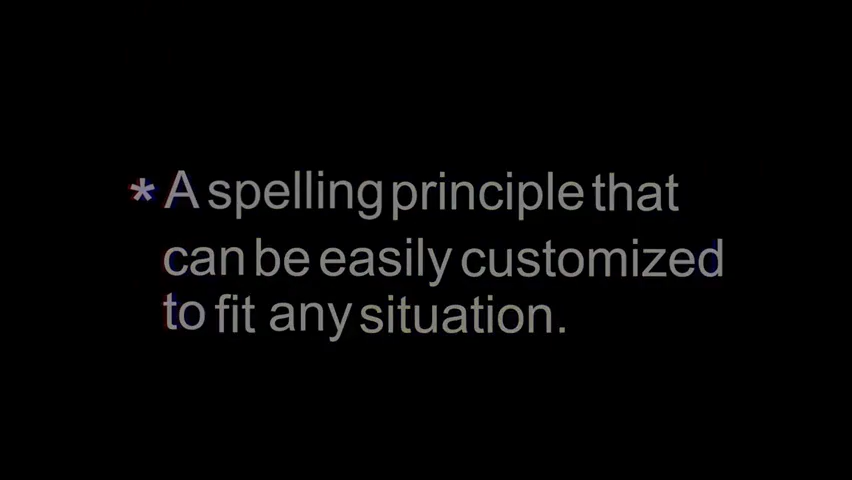 * A spelling principle that
can be easily customized
to fit any situation.